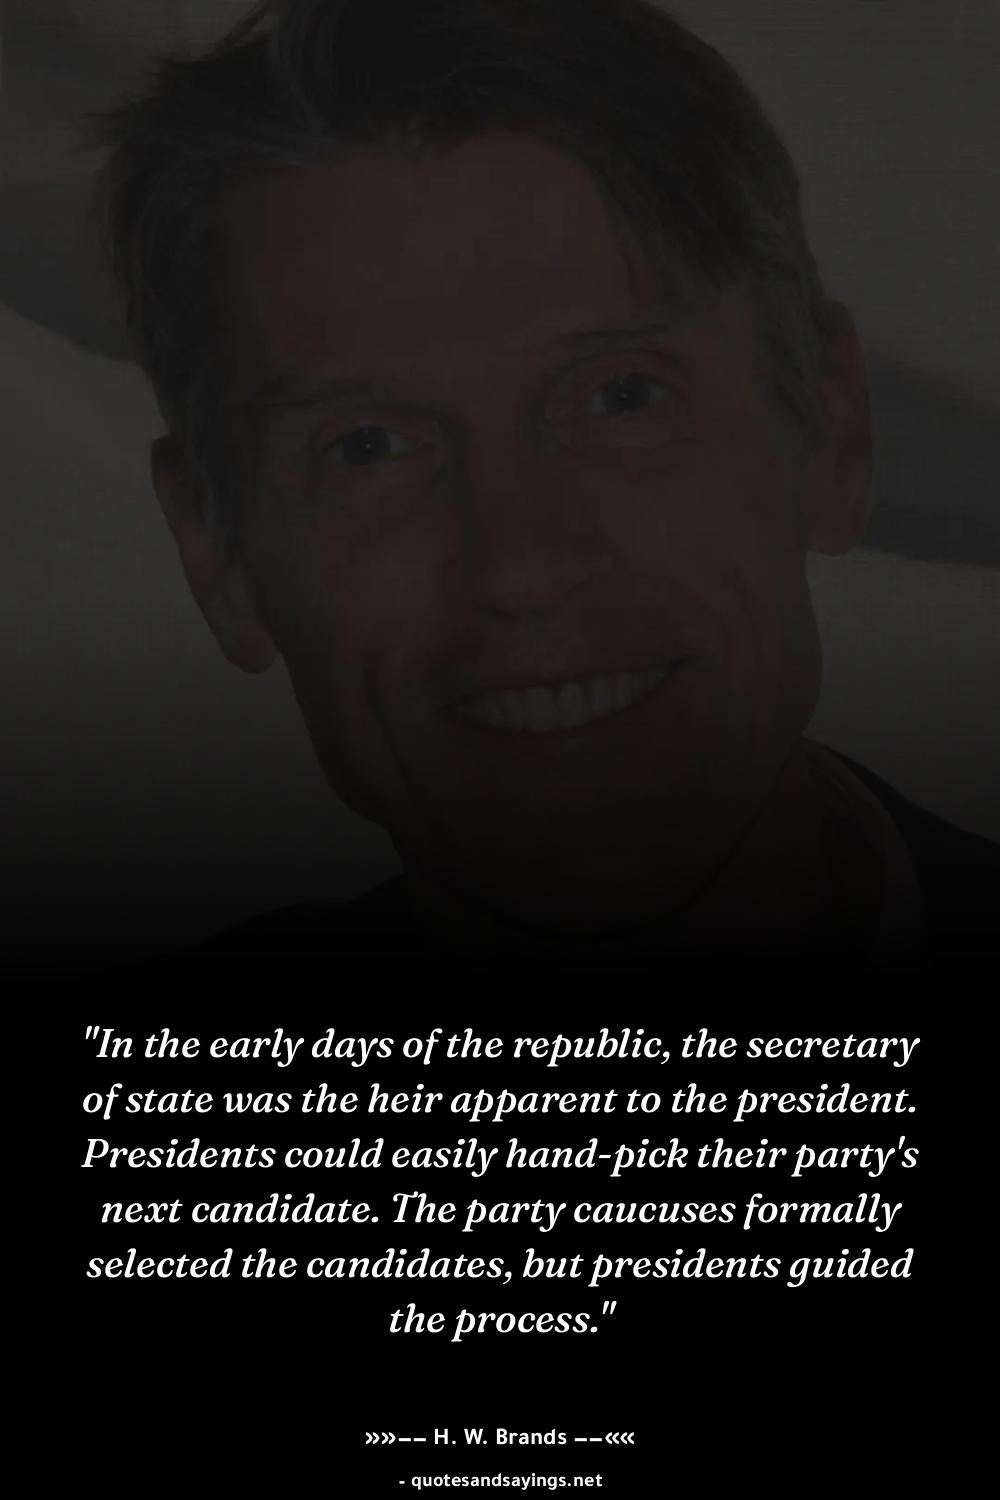 "In the early days of the republic, the secretary
of state was the heir apparent to the president.
Presidents could easily hand-pick their party's
next candidate. The party caucuses formally
selected the candidates, but presidents guided
the process."
»»−− H. W. Brands −−««
- quotesandsayings.net